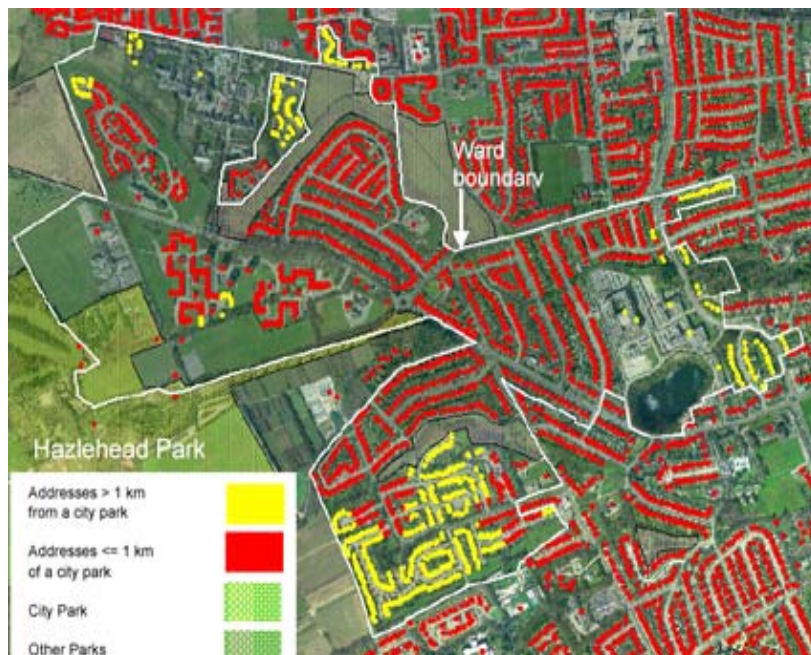 Ward
boundary
Hazlehead Park
Addresses > 1 km
from a city park
Addresses <= 1 km
of a city park
City Park
Other Parks